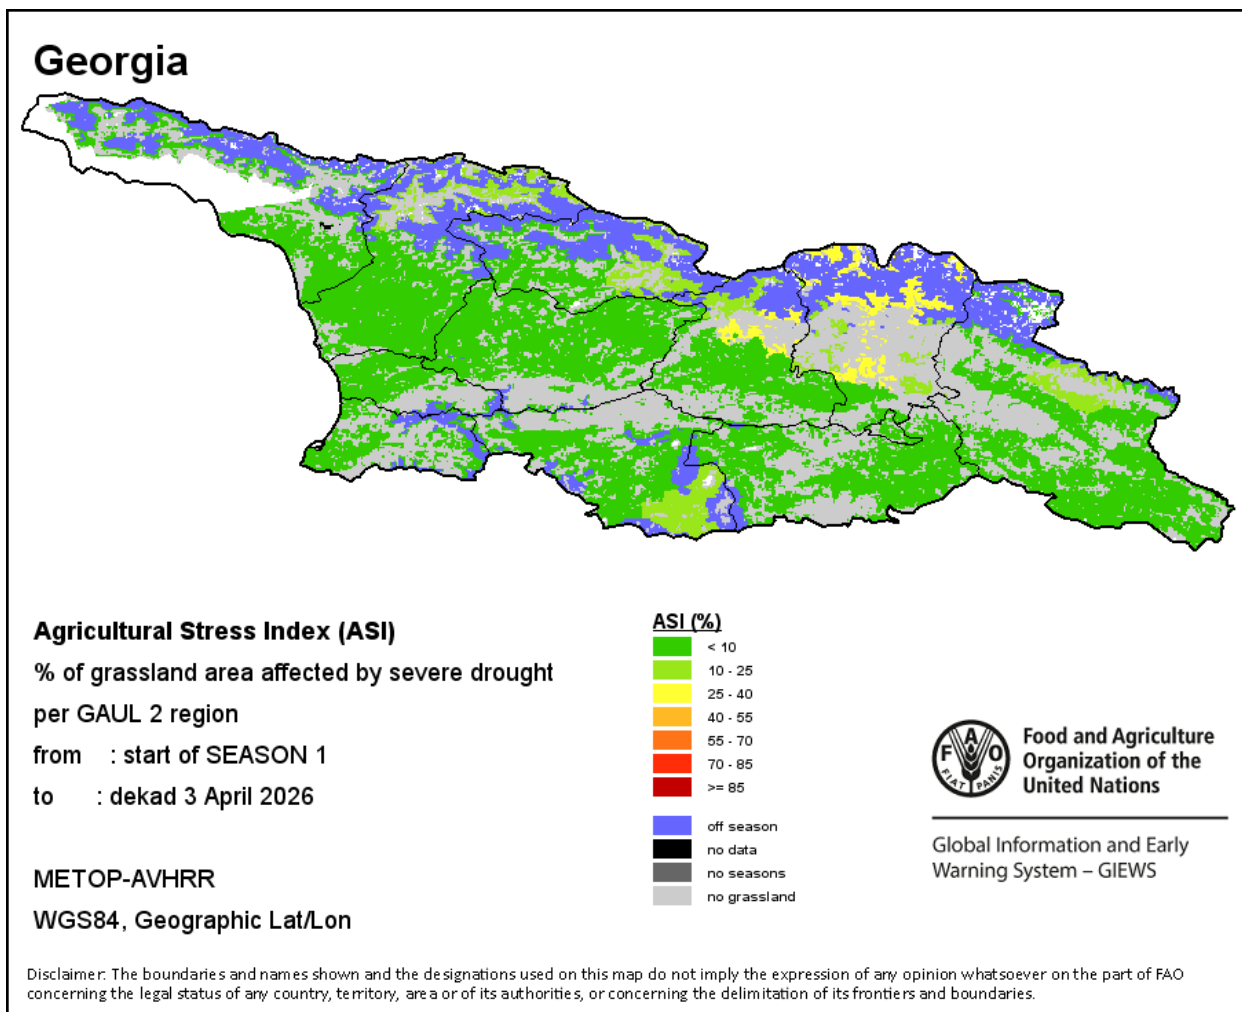 Georgia
Agricultural Stress Index (ASI)
% of grassland area affected by severe drought
per GAUL 2 region
from : start of SEASON 1
to : dekad 3 April 2026
METOP-AVHRR
WGS84, Geographic Lat/Lon
ASI (%)
< 10
10 - 25
25 - 40
40 - 55
55 - 70
70 - 85
>= 85
off season
no data
no seasons
no grassland
F A O
FIAT PANIS
Food and Agriculture
Organization of the
United Nations
Global Information and Early
Warning System – GIEWS
Disclaimer: The boundaries and names shown and the designations used on this map do not imply the expression of any opinion whatsoever on the part of FAO
concerning the legal status of any country, territory, area or of its authorities, or concerning the delimitation of its frontiers and boundaries.